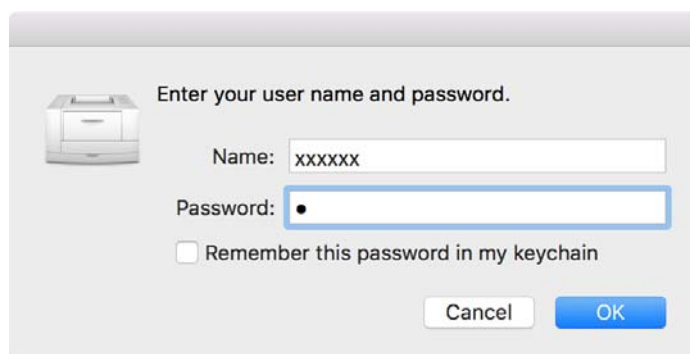 Enter your user name and password.
Name: xxxxxx
Password: •
Remember this password in my keychain
Cancel OK